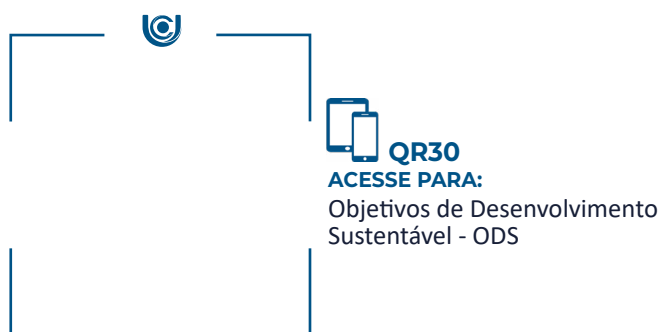 QR30
ACESSE PARA:
Objetivos de Desenvolvimento
Sustentável - ODS